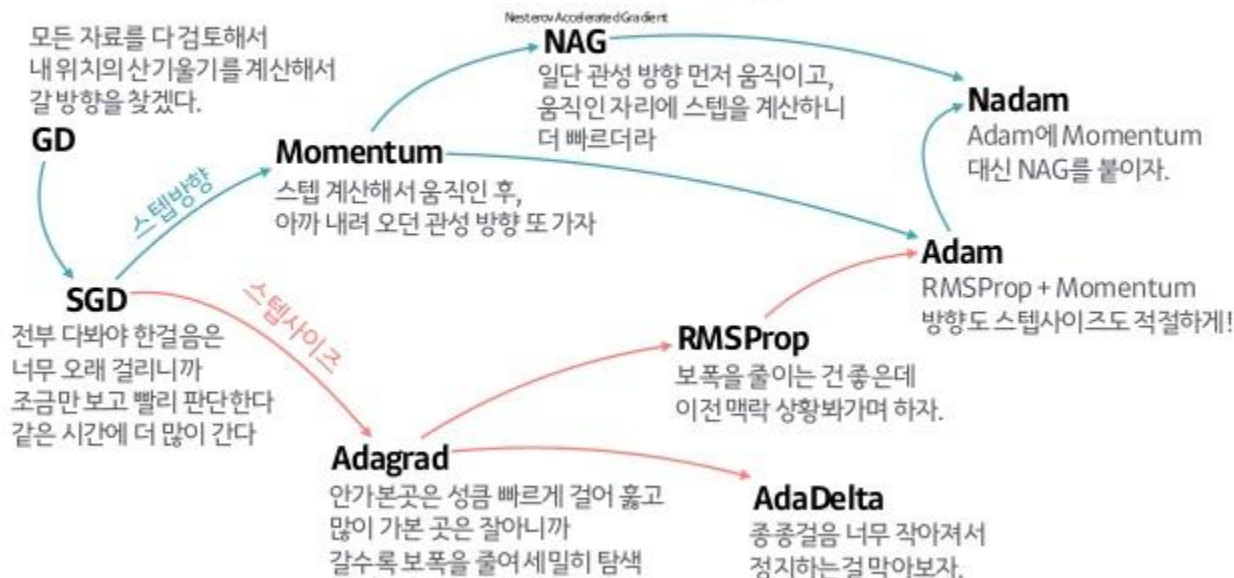 모든 자료를 다 검토해서
내 위치의 산기울기를 계산해서
갈 방향을 찾겠다.
GD
Nesterov Accelerated Gradient
NAG
일단 관성 방향 먼저 움직이고,
움직인 자리에 스텝을 계산하니
더 빠르더라
Nadam
Adam에 Momentum
대신 NAG를 붙이자.
스텝방향
Momentum
스텝 계산해서 움직인 후,
아까 내려 오던 관성 방향 또 가자
Adam
RMSProp + Momentum
방향도 스텝사이즈도 적절하게!
SGD
전부 다봐야 한걸음은
너무 오래 걸리니까
조금만 보고 빨리 판단한다
같은 시간에 더 많이 간다
스텝사이즈
RMSProp
보폭을 줄이는 건 좋은데
이전 맥락 상황봐가며 하자.
Adagrad
안가본곳은 성큼 빠르게 걸어 훓고
많이 가본 곳은 잘아니까
갈수록 보폭을 줄여 세밀히 탐색
AdaDelta
종종걸음 너무 작아져서
정지하는걸 막아보자.